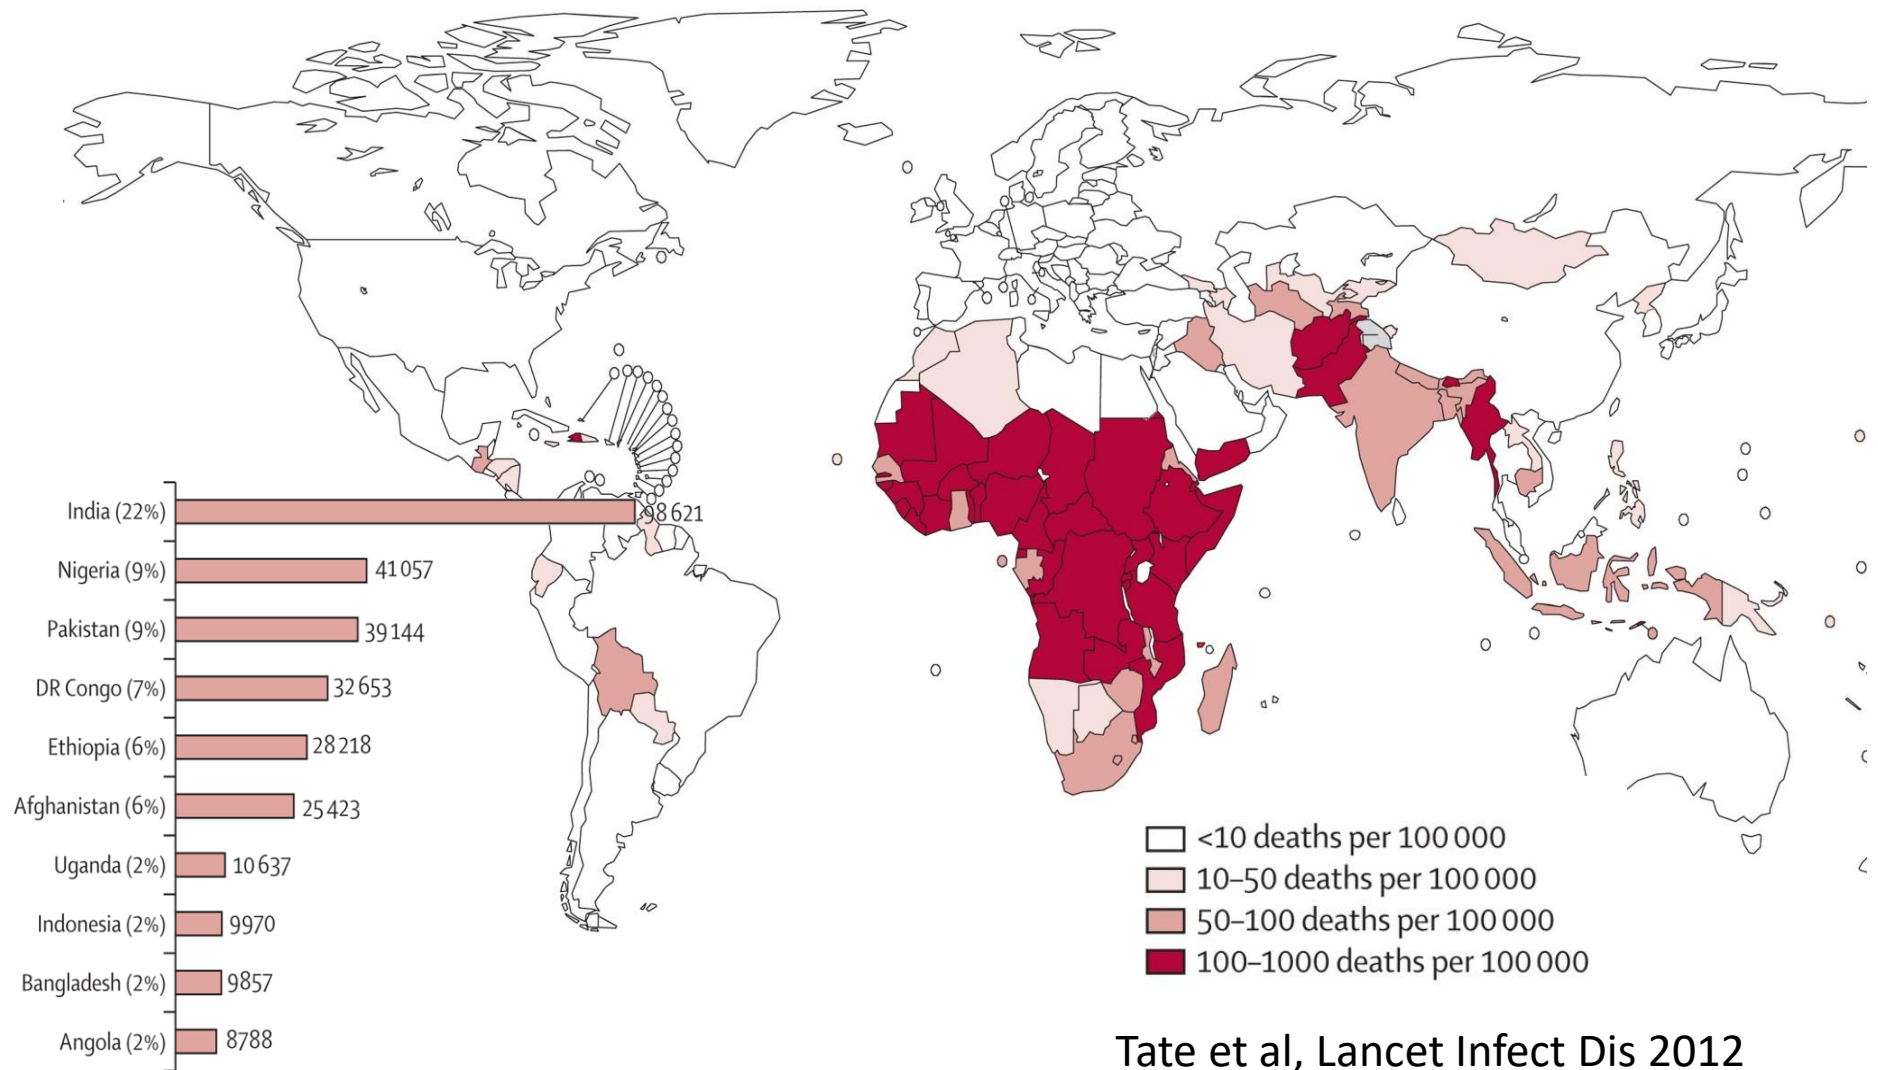 India (22%) 98 621
Nigeria (9%) 41 057
Pakistan (9%) 39 144
DR Congo (7%) 32 653
Ethiopia (6%) 28 218
Afghanistan (6%) 25 423
Uganda (2%) 10 637
Indonesia (2%) 9970
Bangladesh (2%) 9857
Angola (2%) 8788
<10 deaths per 100 000
10–50 deaths per 100 000
50–100 deaths per 100 000
100–1000 deaths per 100 000
Tate et al, Lancet Infect Dis 2012